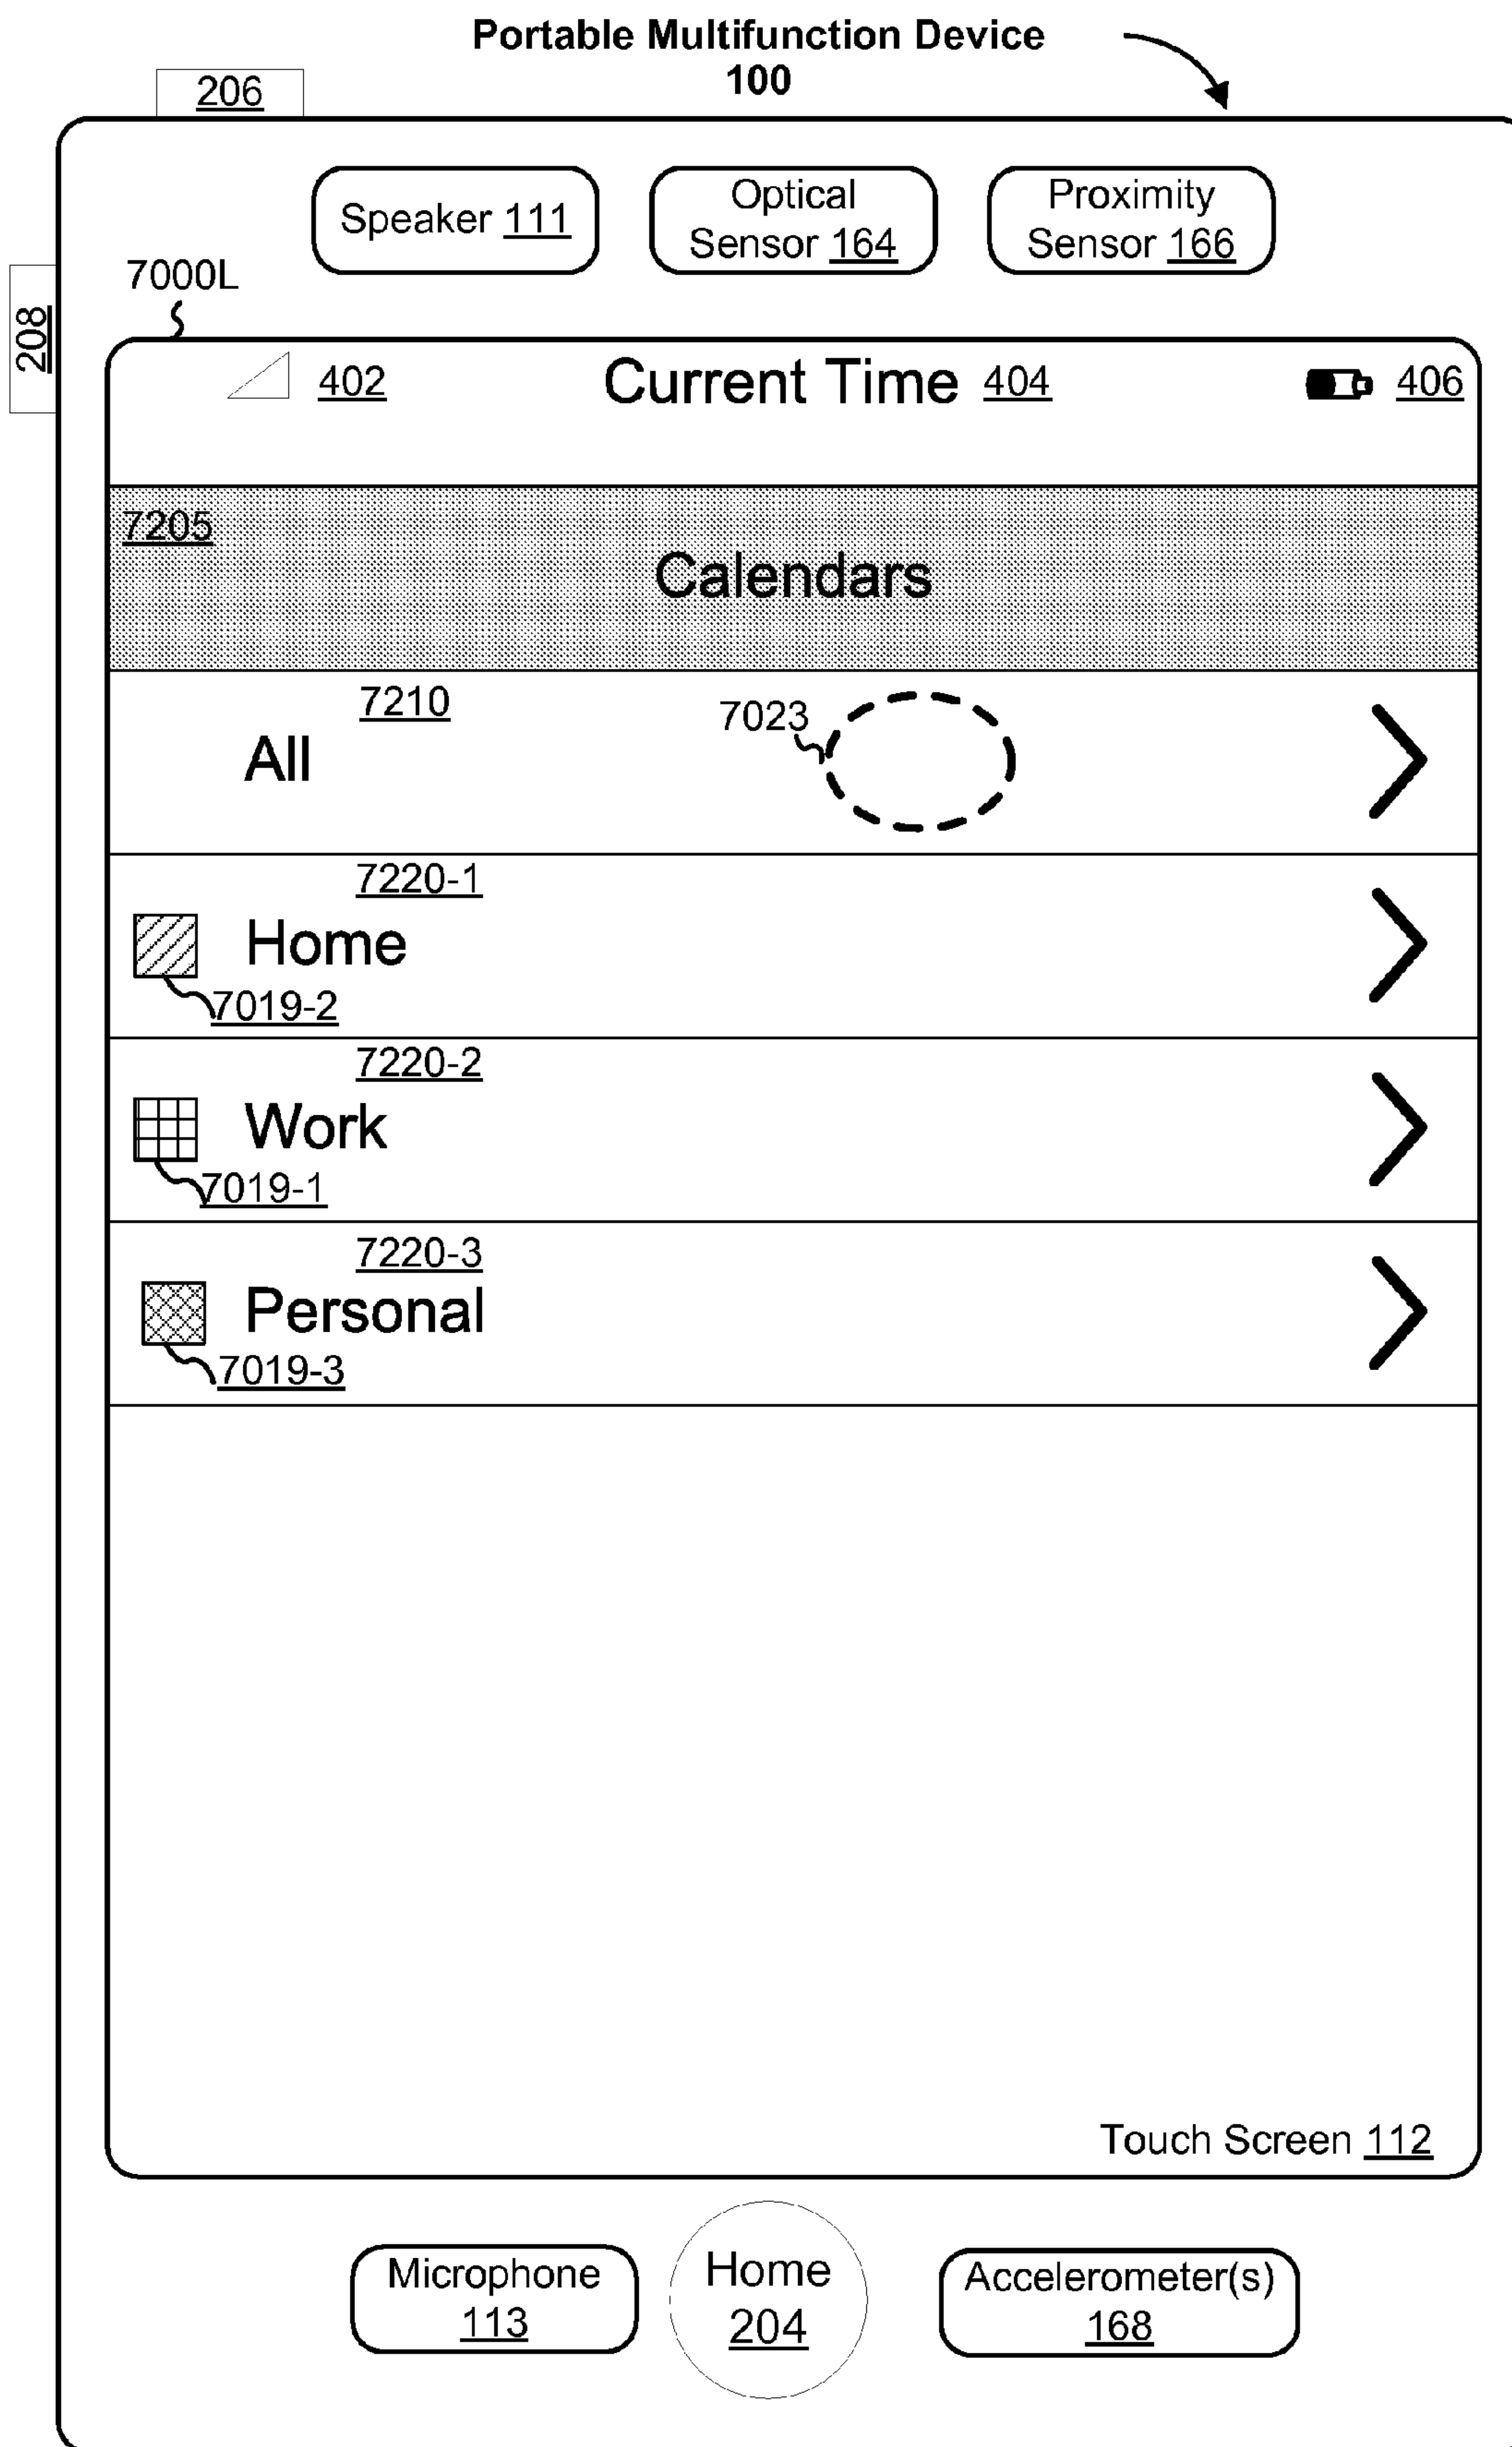 Portable Multifunction Device
100
206
Speaker 111
Optical
Sensor 164
Proximity
Sensor 166
7000L
208
402
Current Time 404
406
7205
Calendars
7210
All
7023
7220-1
Home
7019-2
7220-2
Work
7019-1
7220-3
Personal
7019-3
Touch Screen 112
Microphone
113
Home
204
Accelerometer(s)
168